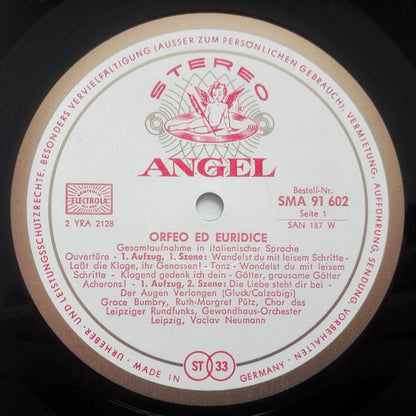 URHEBER- UND LEISTUNGSSCHUTZRECHTE, BESONDERS VERVIELFÄLTIGUNG (AUSSER ZUM PERSÖNLICHEN GEBRAUCH), VERMIETUNG, AUFFÜHRUNG, SENDUNG, VORBEHALTEN ·
STEREO
ANGEL
ELECTROLA
2 YRA 2128
Bestell-Nr.
SMA 91 602
Seite 1
SAN 187 W
ORFEO ED EURIDICE
Gesamtaufnahme in italienischer Sprache
Ouvertüre - 1. Aufzug, 1. Szene: Wandelst du mit leisem Schritte -
Laßt die Klage, ihr Genossen! - Tanz - Wandelst du mit leisem
Schritte - Klagend gedenk ich dein - Götter, grausame Götter
Acherons! - 1. Aufzug, 2. Szene: Die Liebe steht dir bei -
Der Augen Verlangen (Gluck/Calzabigi)
Grace Bumbry, Ruth-Margret Pütz, Chor des
Leipziger Rundfunks, Gewandhaus-Orchester
Leipzig, Vaclav Neumann
MADE IN GERMANY
ST 33